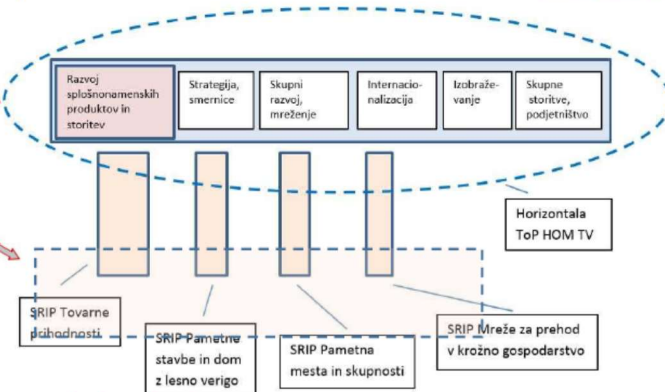 Razvoj
splošnonamenskih
produktov in
storitev
Strategija,
smernice
Skupni
razvoj,
mreženje
Internacio-
nalizacija
Izobraže-
vanje
Skupne
storitve,
podjetništvo
Horizontala
ToP HOM TV
SRIP Tovarne
prihodnosti
SRIP Pametne
stavbe in dom
z lesno verigo
SRIP Pametna
mesta in skupnosti
SRIP Mreže za prehod
v krožno gospodarstvo